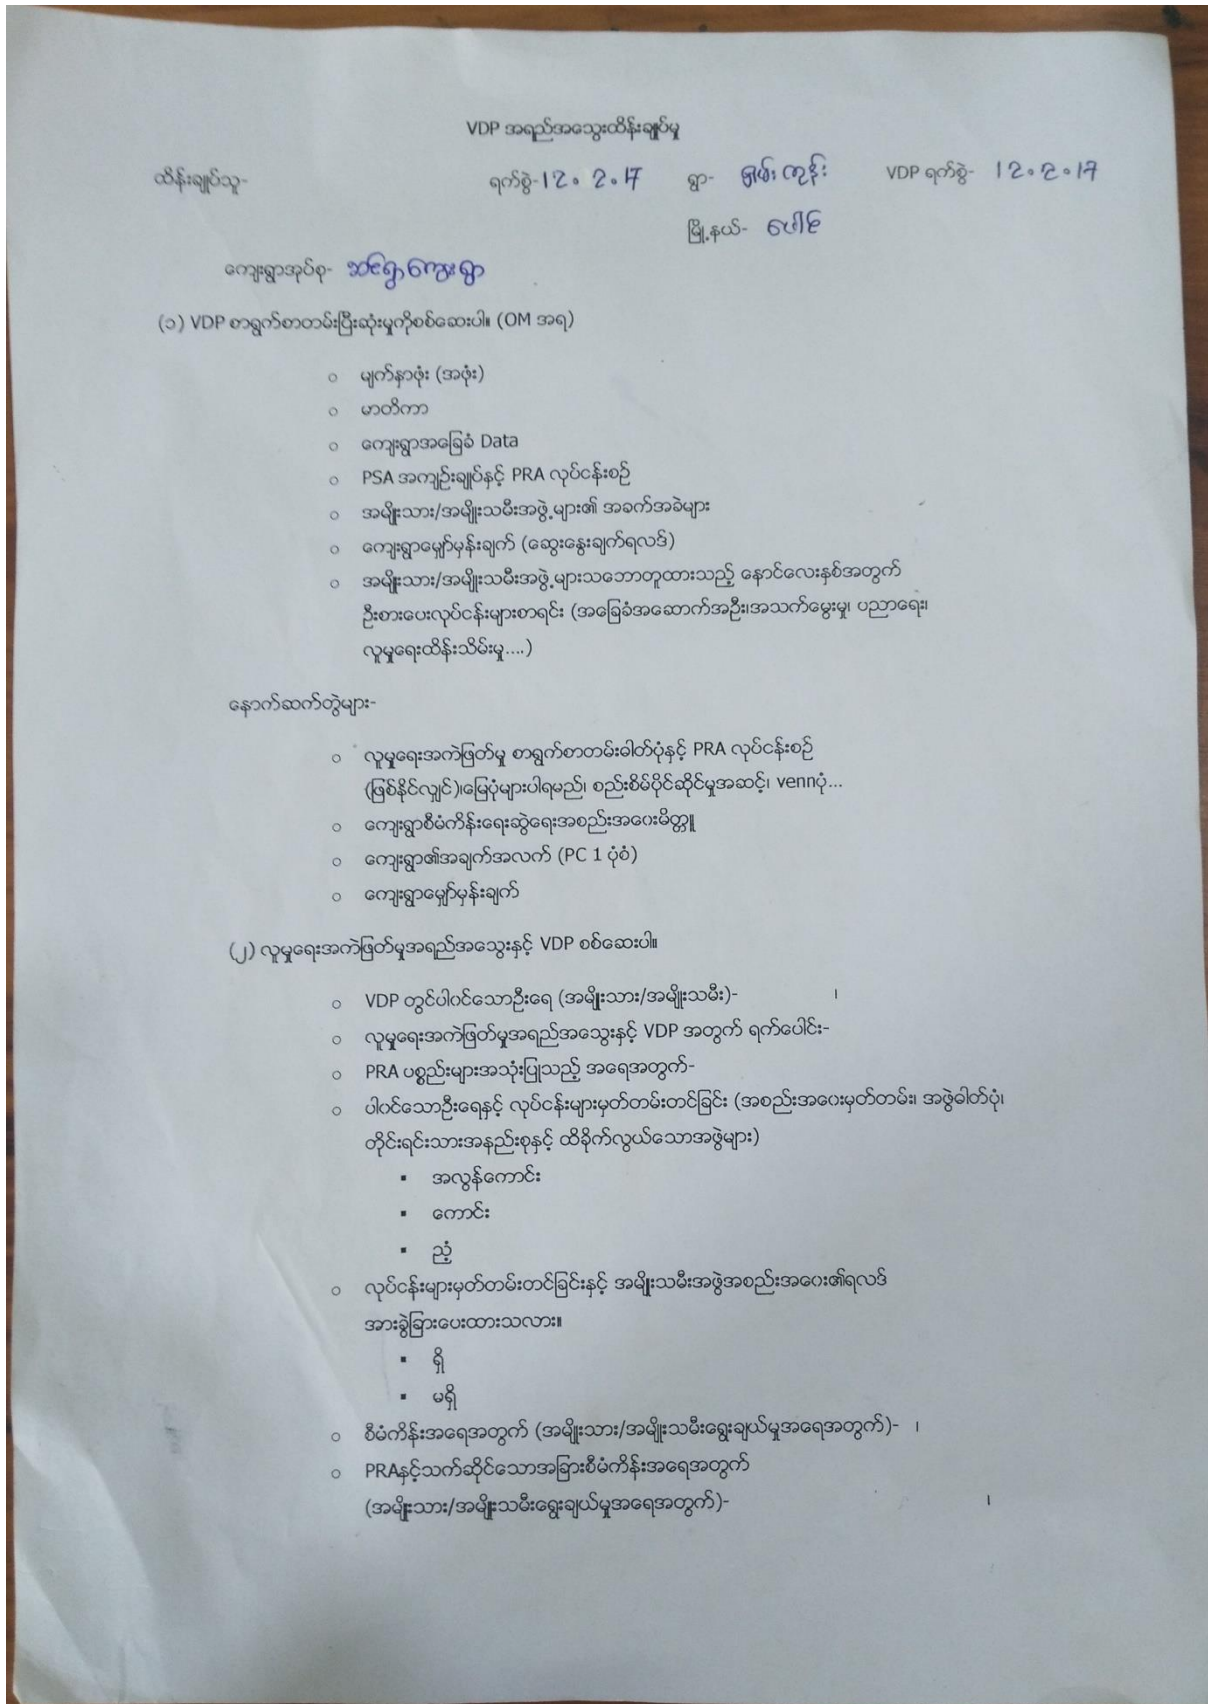 VDP အရည်အသွေးထိန်းချုပ်မှု
ထိန်းချုပ်သူ- ရက်စွဲ-12. 2. 17 ရွာ- ရှမ်းကုန်း VDP ရက်စွဲ- 12.2.17
မြို့နယ်- ပေါင်
ကျေးရွာအုပ်စု- ဆင်ရွာကျေးရွာ
(၁) VDP စာရွက်စာတမ်းပြီးဆုံးမှုကိုစစ်ဆေးပါ။ (OM အရ)
○ မျက်နှာဖုံး (အဖုံး)
○ မာတိကာ
○ ကျေးရွာအခြေခံ Data
○ PSA အကျဉ်းချုပ်နှင့် PRA လုပ်ငန်းစဉ်
○ အမျိုးသား/အမျိုးသမီးအဖွဲ့များ၏ အခက်အခဲများ
○ ကျေးရွာမျှော်မှန်းချက် (ဆွေးနွေးချက်ရလဒ်)
○ အမျိုးသား/အမျိုးသမီးအဖွဲ့များသဘောတူထားသည့် နောင်လေးနှစ်အတွက်
ဦးစားပေးလုပ်ငန်းများစာရင်း (အခြေခံအဆောက်အဦး၊အသက်မွေးမှု၊ ပညာရေး၊
လူမှုရေးထိန်းသိမ်းမှု....)
နောက်ဆက်တွဲများ-
○ လူမှုရေးအကဲဖြတ်မှု စာရွက်စာတမ်းဓါတ်ပုံနှင့် PRA လုပ်ငန်းစဉ်
(ဖြစ်နိုင်လျှင်)၊မြေပုံများပါရမည်၊ စည်းစိမ်ပိုင်ဆိုင်မှုအဆင့်၊ vennပုံ...
○ ကျေးရွာစီမံကိန်းရေးဆွဲရေးအစည်းအဝေးမိတ္တူ
○ ကျေးရွာ၏အချက်အလက် (PC 1 ပုံစံ)
○ ကျေးရွာမျှော်မှန်းချက်
(၂) လူမှုရေးအကဲဖြတ်မှုအရည်အသွေးနှင့် VDP စစ်ဆေးပါ။
○ VDP တွင်ပါဝင်သောဦးရေ (အမျိုးသား/အမျိုးသမီး)- ၊
○ လူမှုရေးအကဲဖြတ်မှုအရည်အသွေးနှင့် VDP အတွက် ရက်ပေါင်း-
○ PRA ပစ္စည်းများအသုံးပြုသည့် အရေအတွက်-
○ ပါဝင်သောဦးရေနှင့် လုပ်ငန်းများမှတ်တမ်းတင်ခြင်း (အစည်းအဝေးမှတ်တမ်း၊ အဖွဲဓါတ်ပုံ၊
တိုင်းရင်းသားအနည်းစုနှင့် ထိခိုက်လွယ်သောအဖွဲများ)
▪ အလွန်ကောင်း
▪ ကောင်း
▪ ညံ့
○ လုပ်ငန်းများမှတ်တမ်းတင်ခြင်းနှင့် အမျိုးသမီးအဖွဲအစည်းအဝေး၏ရလဒ်
အားခွဲခြားပေးထားသလား။
▪ ရှိ
▪ မရှိ
○ စီမံကိန်းအရေအတွက် (အမျိုးသား/အမျိုးသမီးရွေးချယ်မှုအရေအတွက်)- ၊
○ PRAနှင့်သက်ဆိုင်သောအခြားစီမံကိန်းအရေအတွက်
(အမျိုးသား/အမျိုးသမီးရွေးချယ်မှုအရေအတွက်)- ၊